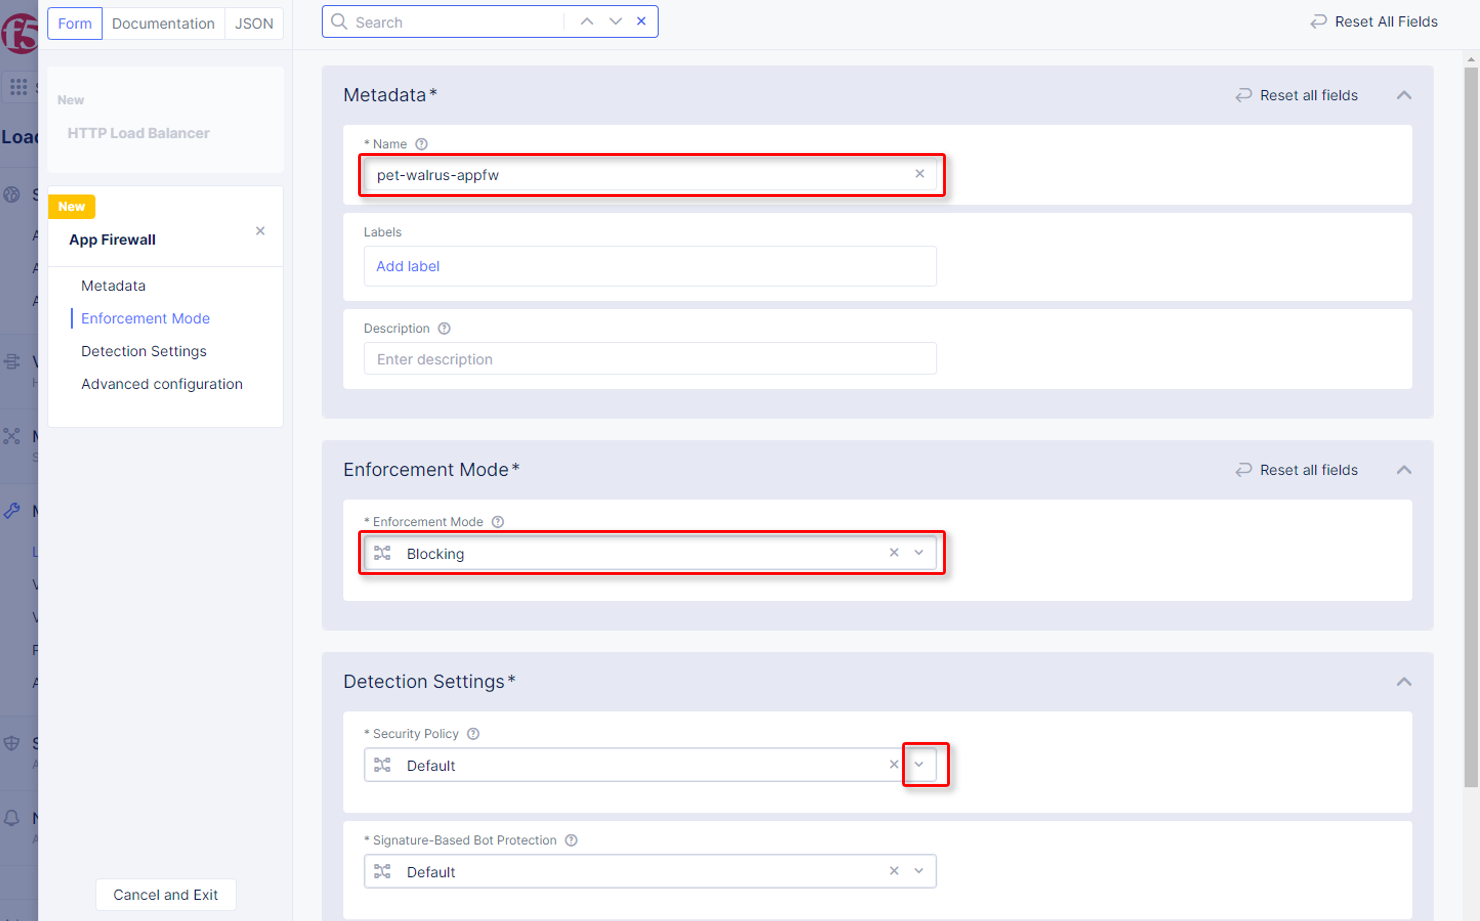 Form
Documentation
JSON
Search
Reset All Fields
f5
New
HTTP Load Balancer
New
App Firewall
Metadata
Enforcement Mode
Detection Settings
Advanced configuration
Cancel and Exit
Metadata*
Reset all fields
* Name
pet-walrus-appfw
Labels
Add label
Description
Enter description
Enforcement Mode*
Reset all fields
* Enforcement Mode
Blocking
Detection Settings*
* Security Policy
Default
* Signature-Based Bot Protection
Default